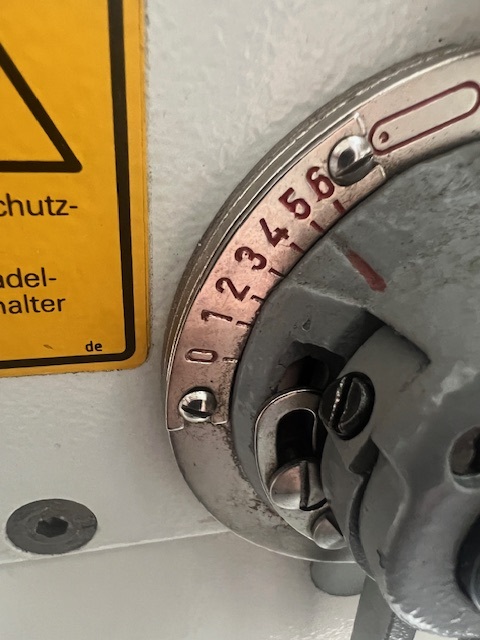 chutz-
adel-
halter
de
0 1 2 3 4 5 6